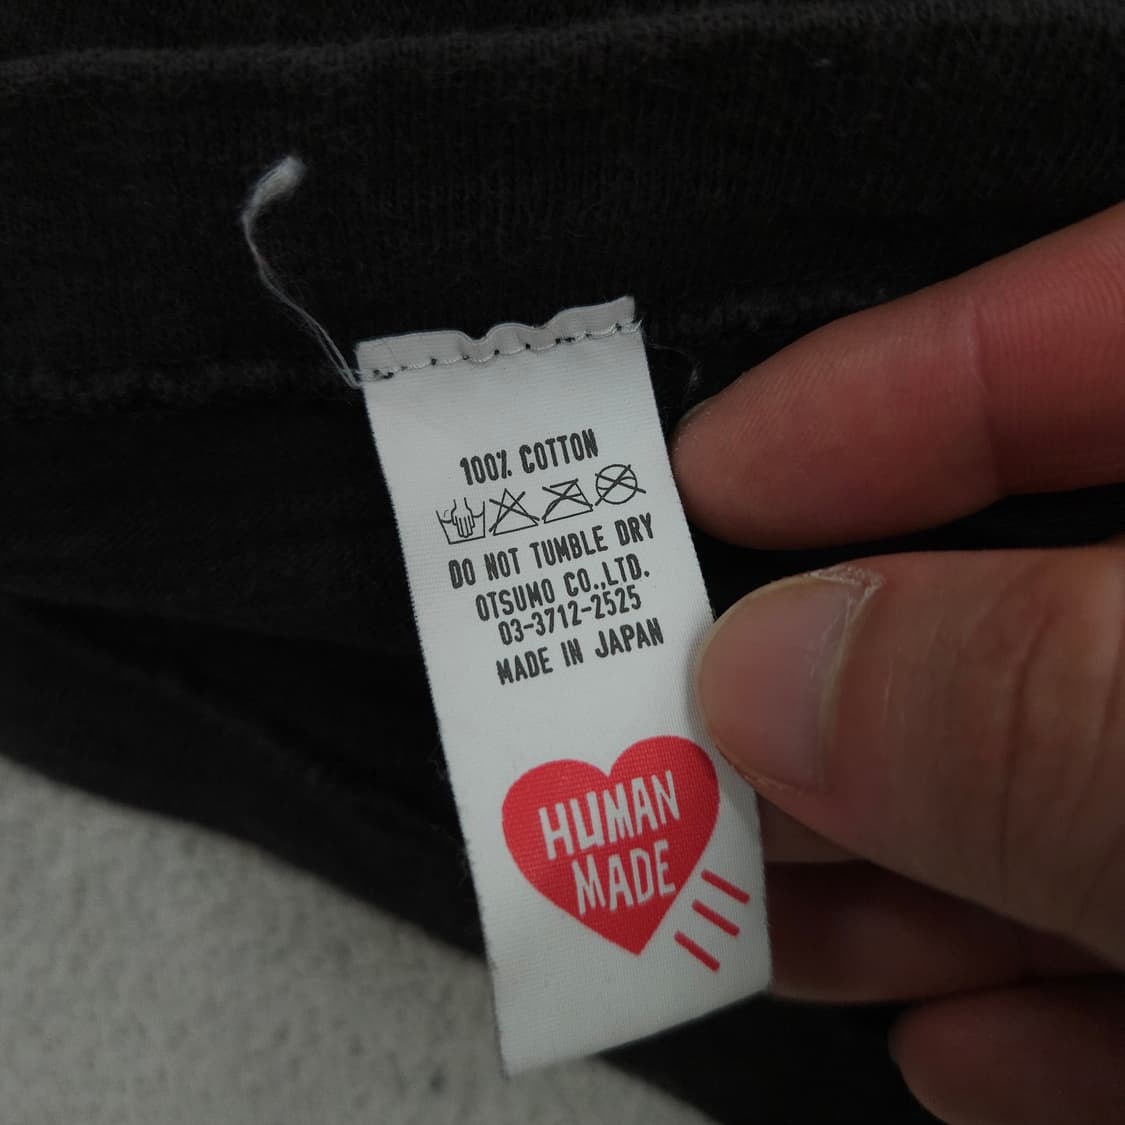 100% COTTON
DO NOT TUMBLE DRY
OTSUMO CO.,LTD.
03-3712-2525
MADE IN JAPAN
HUMAN
MADE